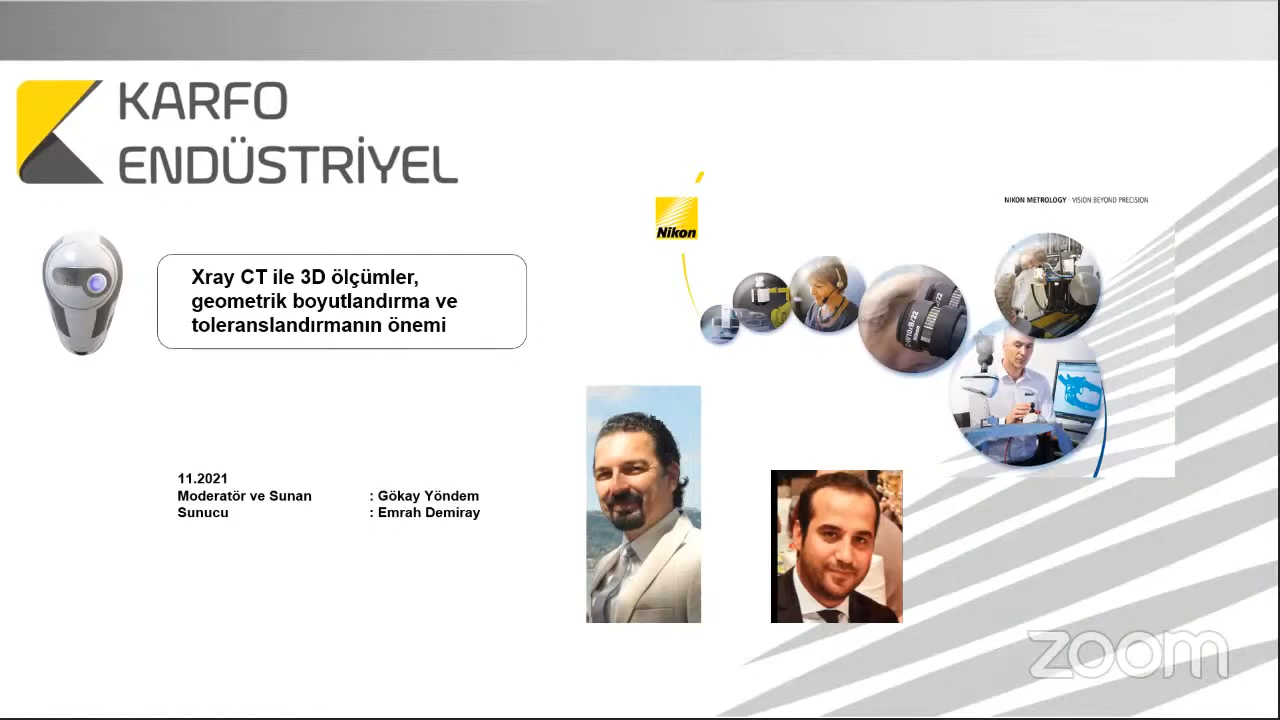 KARFO
ENDÜSTRİYEL
NIKON METROLOGY VISION BEYOND PRECISION
Nikon
Xray CT ile 3D ölçümler,
geometrik boyutlandırma ve
toleranslandırmanın önemi
11.2021
Moderatör ve Sunan : Gökay Yöndem
Sunucu : Emrah Demiray
zoom